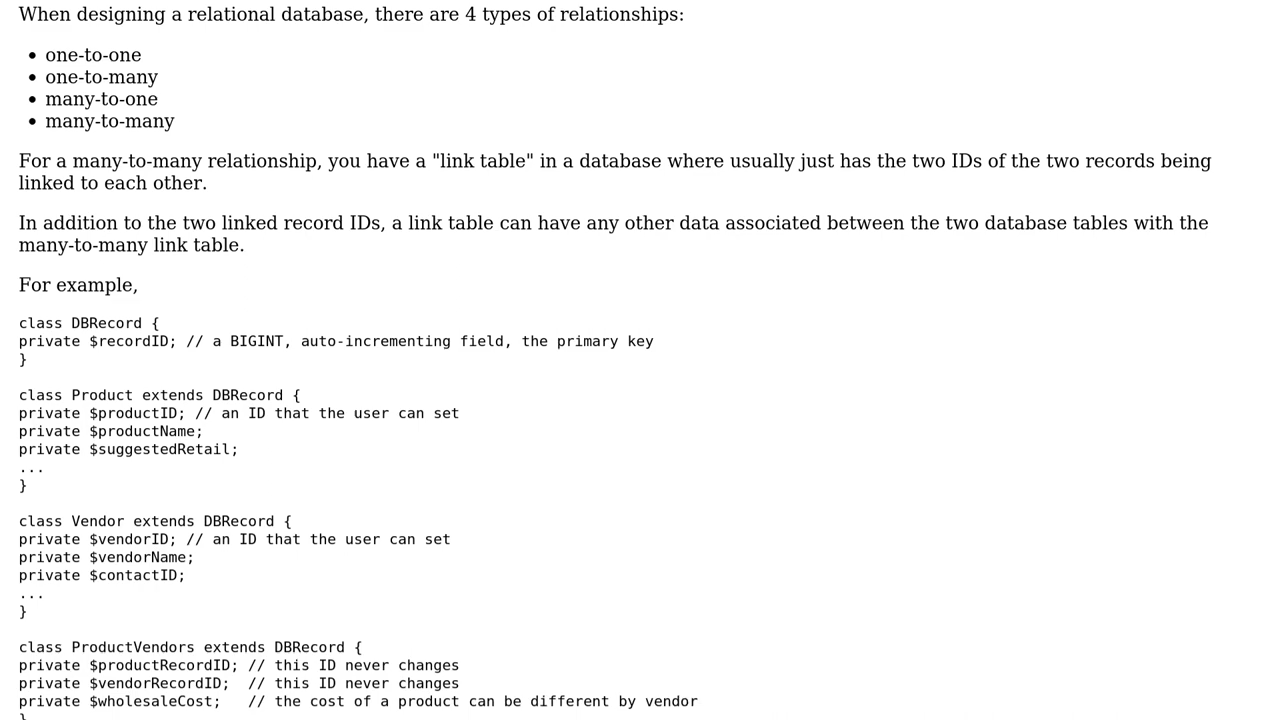 When designing a relational database, there are 4 types of relationships:
• one-to-one
• one-to-many
• many-to-one
• many-to-many
For a many-to-many relationship, you have a "link table" in a database where usually just has the two IDs of the two records being
linked to each other.
In addition to the two linked record IDs, a link table can have any other data associated between the two database tables with the
many-to-many link table.
For example,
class DBRecord {
private $recordID; // a BIGINT, auto-incrementing field, the primary key
}
class Product extends DBRecord {
private $productID; // an ID that the user can set
private $productName;
private $suggestedRetail;
...
}
class Vendor extends DBRecord {
private $vendorID; // an ID that the user can set
private $vendorName;
private $contactID;
...
}
class ProductVendors extends DBRecord {
private $productRecordID; // this ID never changes
private $vendorRecordID;  // this ID never changes
private $wholesaleCost;   // the cost of a product can be different by vendor
}